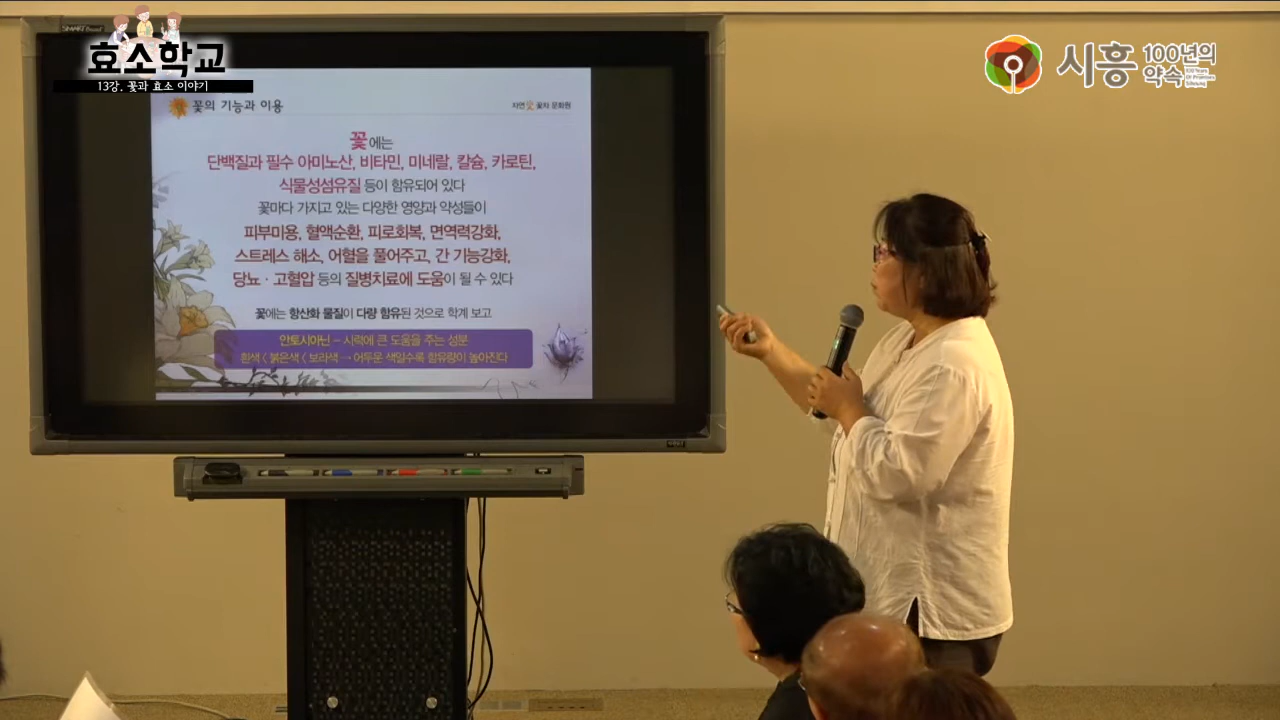 효소학교
13강. 꽃과 효소 이야기
시흥 100년의 약속
꽃의 기능과 이용
자연 꽃차 문화원
꽃에는
단백질과 필수 아미노산, 비타민, 미네랄, 칼슘, 카로틴,
식물성섬유질 등이 함유되어 있다
꽃마다 가지고 있는 다양한 영양과 약성들이
피부미용, 혈액순환, 피로회복, 면역력강화,
스트레스 해소, 어혈을 풀어주고, 간 기능강화,
당뇨 · 고혈압 등의 질병치료에 도움이 될 수 있다
꽃에는 항산화 물질이 다량 함유된 것으로 학계 보고
안토시아닌 – 시력에 큰 도움을 주는 성분
흰색 < 붉은색 < 보라색 → 어두운 색일수록 함유량이 높아진다